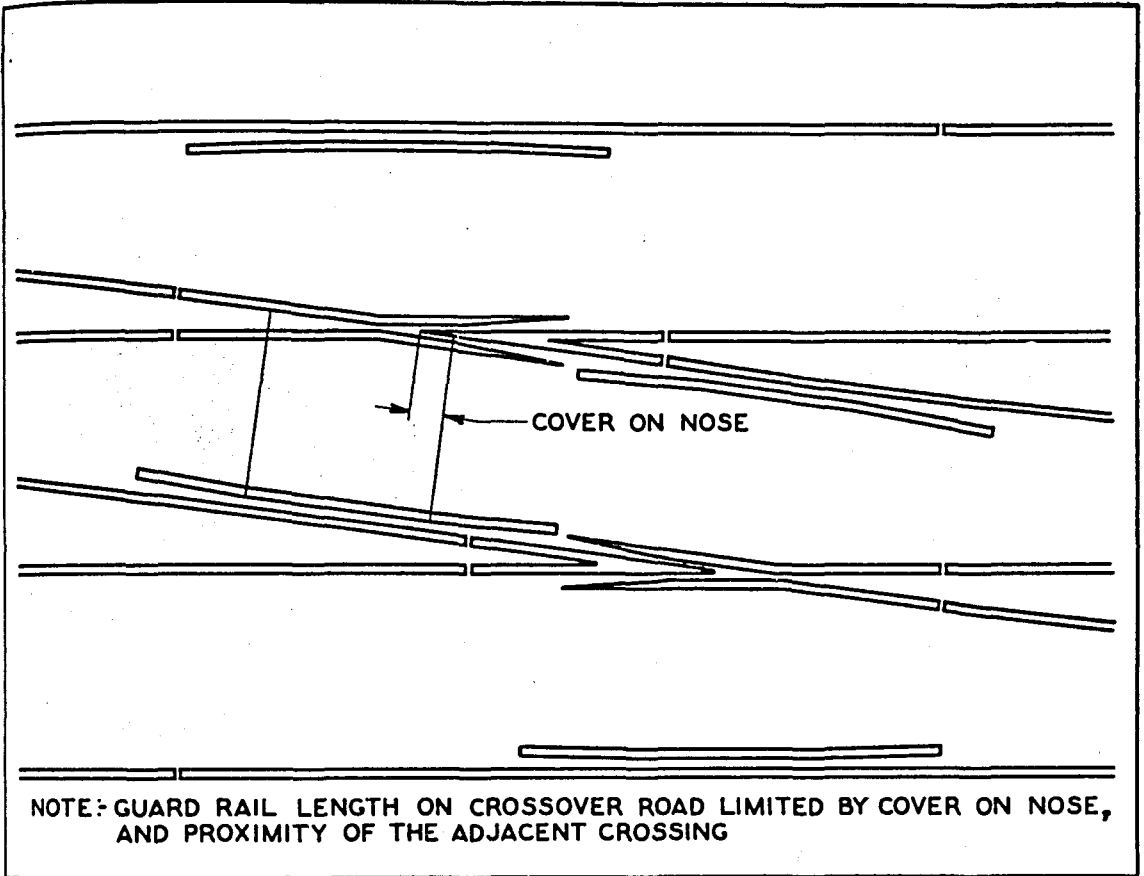 COVER ON NOSE
NOTE:- GUARD RAIL LENGTH ON CROSSOVER ROAD LIMITED BY COVER ON NOSE,
AND PROXIMITY OF THE ADJACENT CROSSING